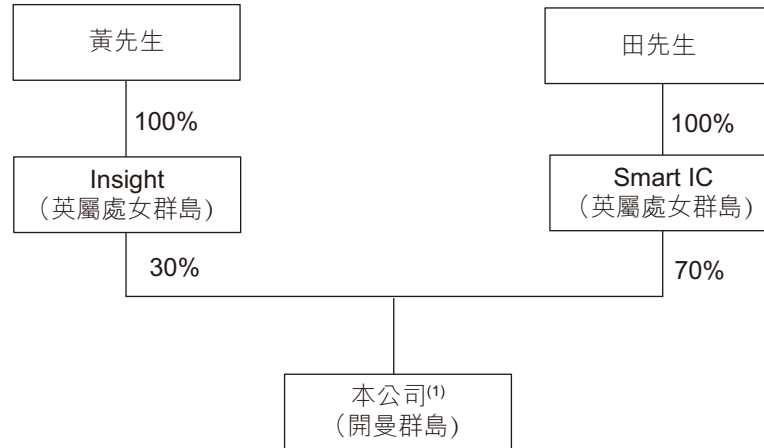 黃先生
田先生
100%
100%
Insight
（英屬處女群島）
Smart IC
（英屬處女群島）
30%
70%
本公司(1)
（開曼群島）